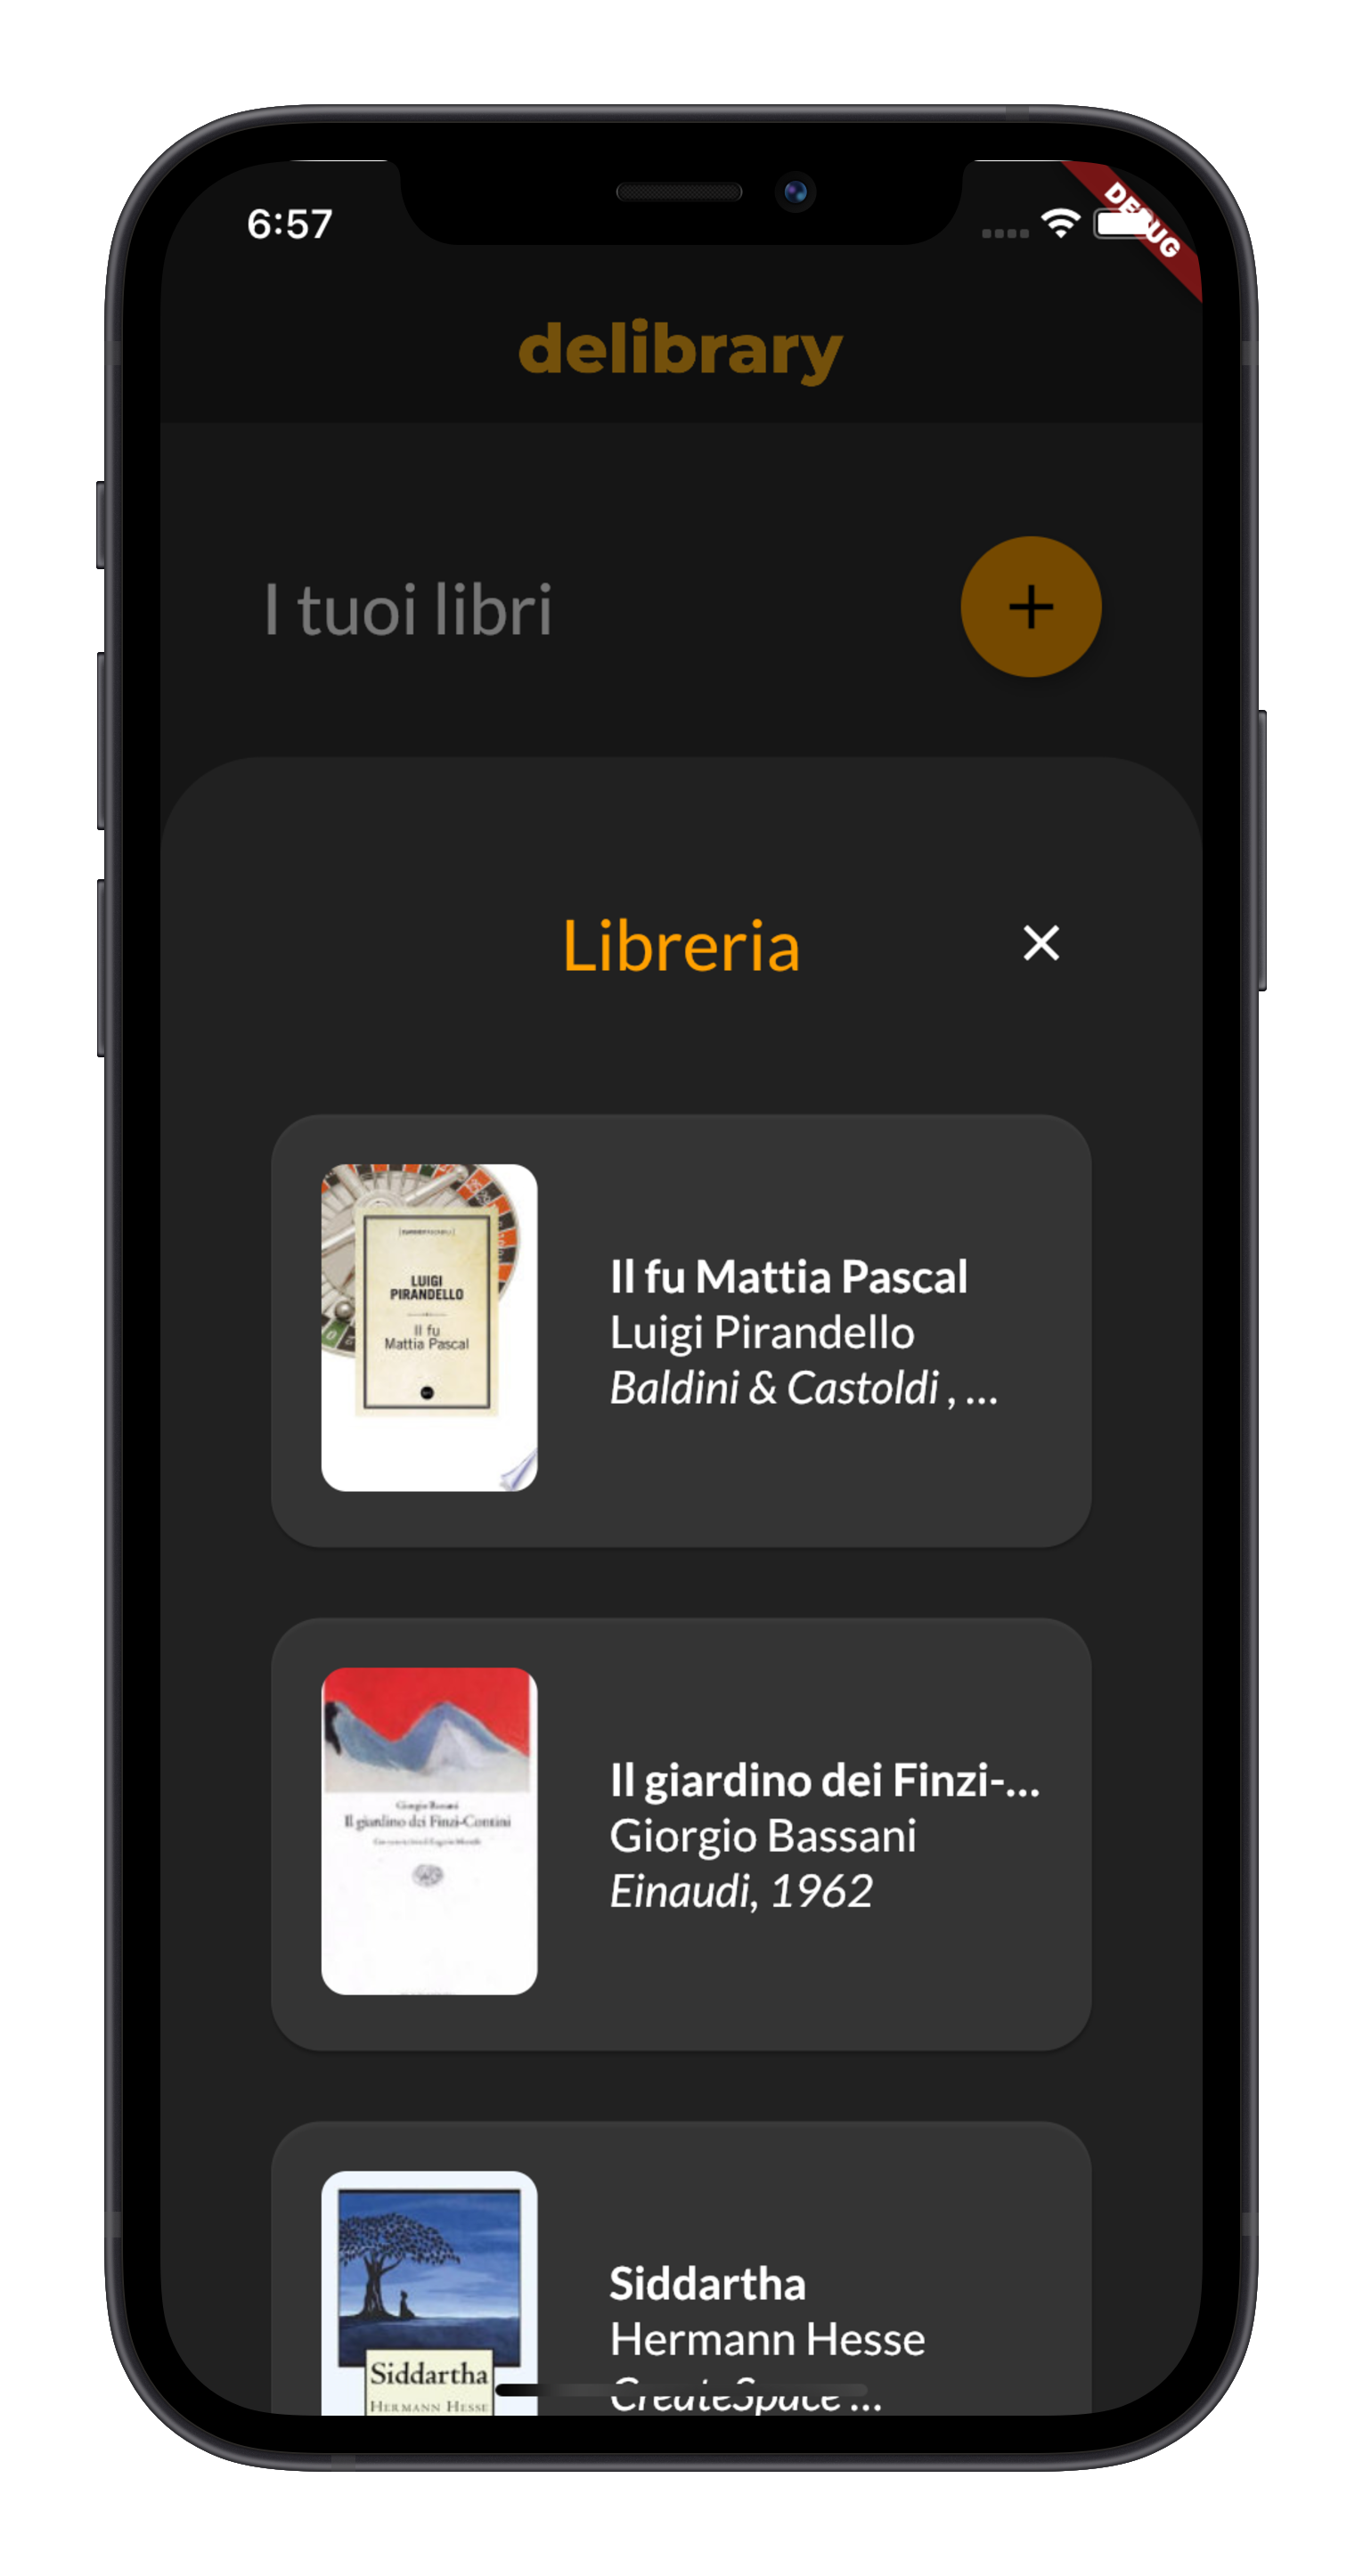 6:57
DEBUG
delibrary
I tuoi libri
+
Libreria
×
LUIGI
PIRANDELLO
Il fu
Mattia Pascal
Il fu Mattia Pascal
Luigi Pirandello
Baldini & Castoldi , ...
Giorgio Bassani
Il giardino dei Finzi-Contini
Il giardino dei Finzi-...
Giorgio Bassani
Einaudi, 1962
Siddartha
HERMANN HESSE
Siddartha
Hermann Hesse
CreateSpace ...